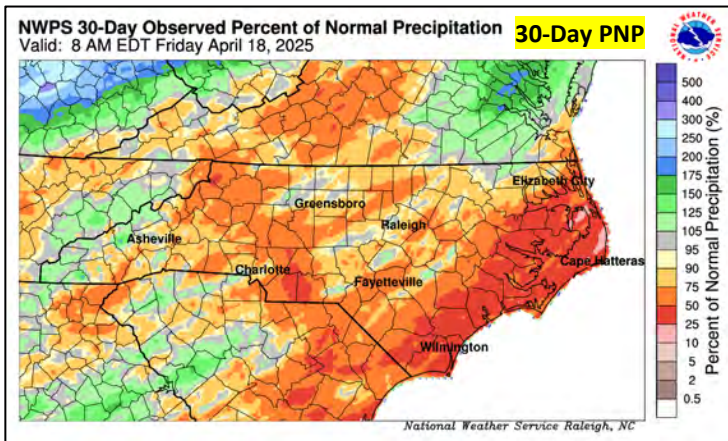 NWPS 30-Day Observed Percent of Normal Precipitation
Valid: 8 AM EDT Friday April 18, 2025
30-Day PNP
NATIONAL WEATHER SERVICE
Elizabeth City
Greensboro
Raleigh
Asheville
Cape Hatteras
Charlotte
Fayetteville
Wilmington
National Weather Service Raleigh, NC
500
400
300
250
200
175
150
125
105
95
90
75
50
25
10
5
2
0.5
Percent of Normal Precipitation (%)